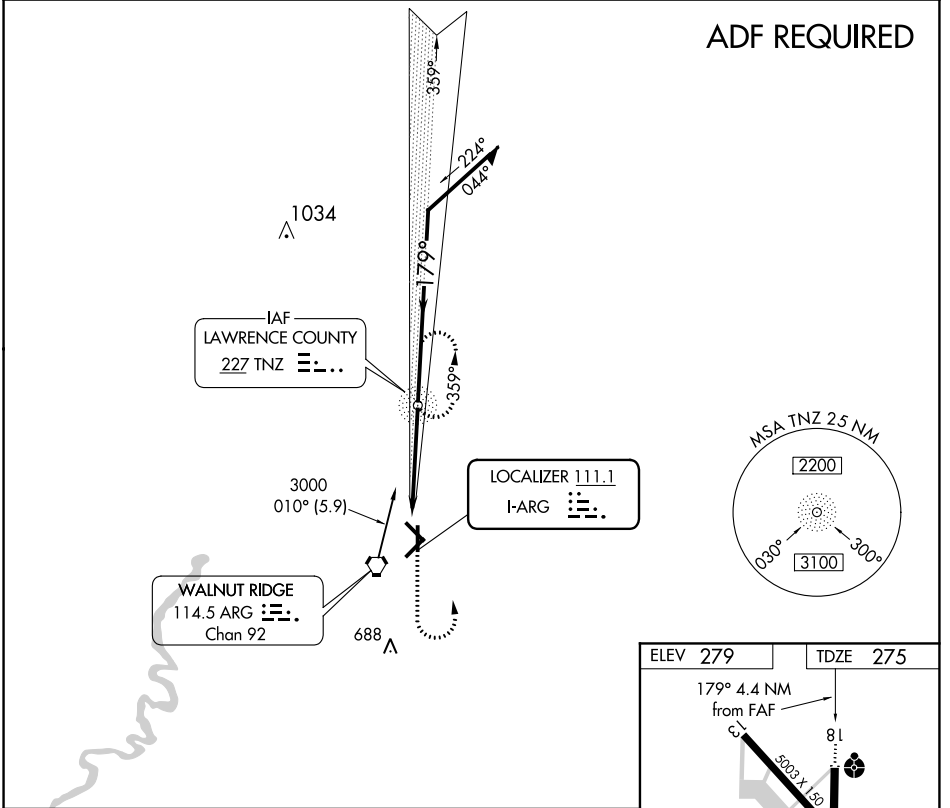 ADF REQUIRED
359°
224°
044°
1034
179°
IAF
LAWRENCE COUNTY
227 TNZ
359°
MSA TNZ 25 NM
2200
030°
300°
3100
LOCALIZER 111.1
I-ARG
3000
010° (5.9)
WALNUT RIDGE
114.5 ARG
Chan 92
688
ELEV 279
TDZE 275
179° 4.4 NM
from FAF
13
18
5003 X 150